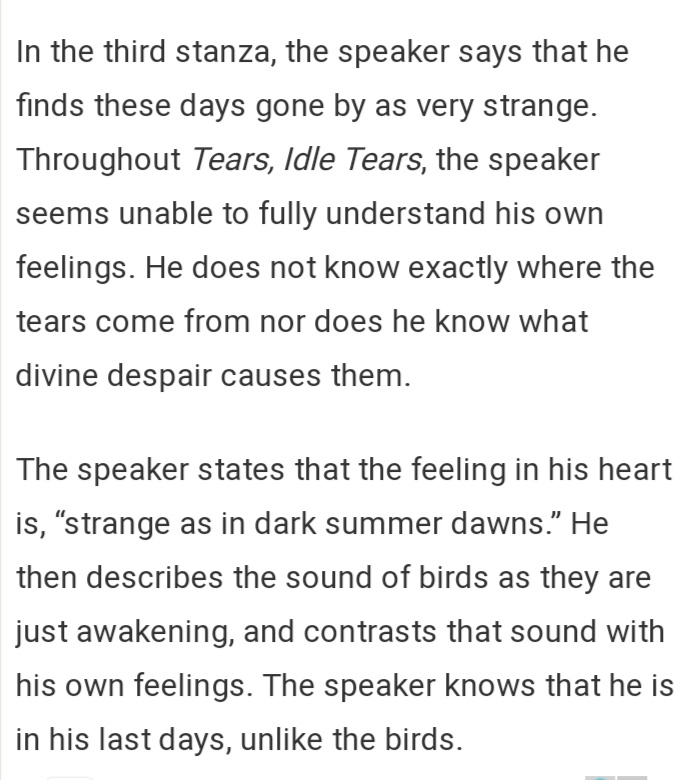 In the third stanza, the speaker says that he
finds these days gone by as very strange.
Throughout Tears, Idle Tears, the speaker
seems unable to fully understand his own
feelings. He does not know exactly where the
tears come from nor does he know what
divine despair causes them.
The speaker states that the feeling in his heart
is, “strange as in dark summer dawns.” He
then describes the sound of birds as they are
just awakening, and contrasts that sound with
his own feelings. The speaker knows that he is
in his last days, unlike the birds.